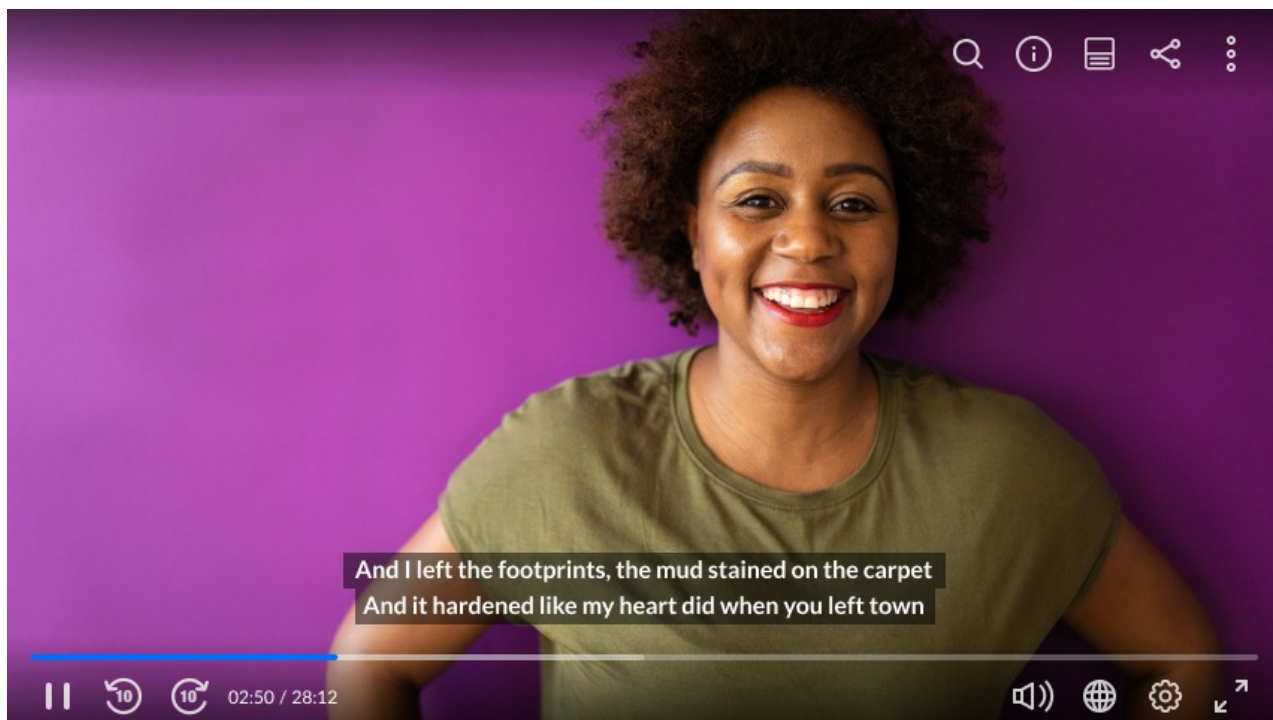 And I left the footprints, the mud stained on the carpet
And it hardened like my heart did when you left town
10
10
02:50 / 28:12